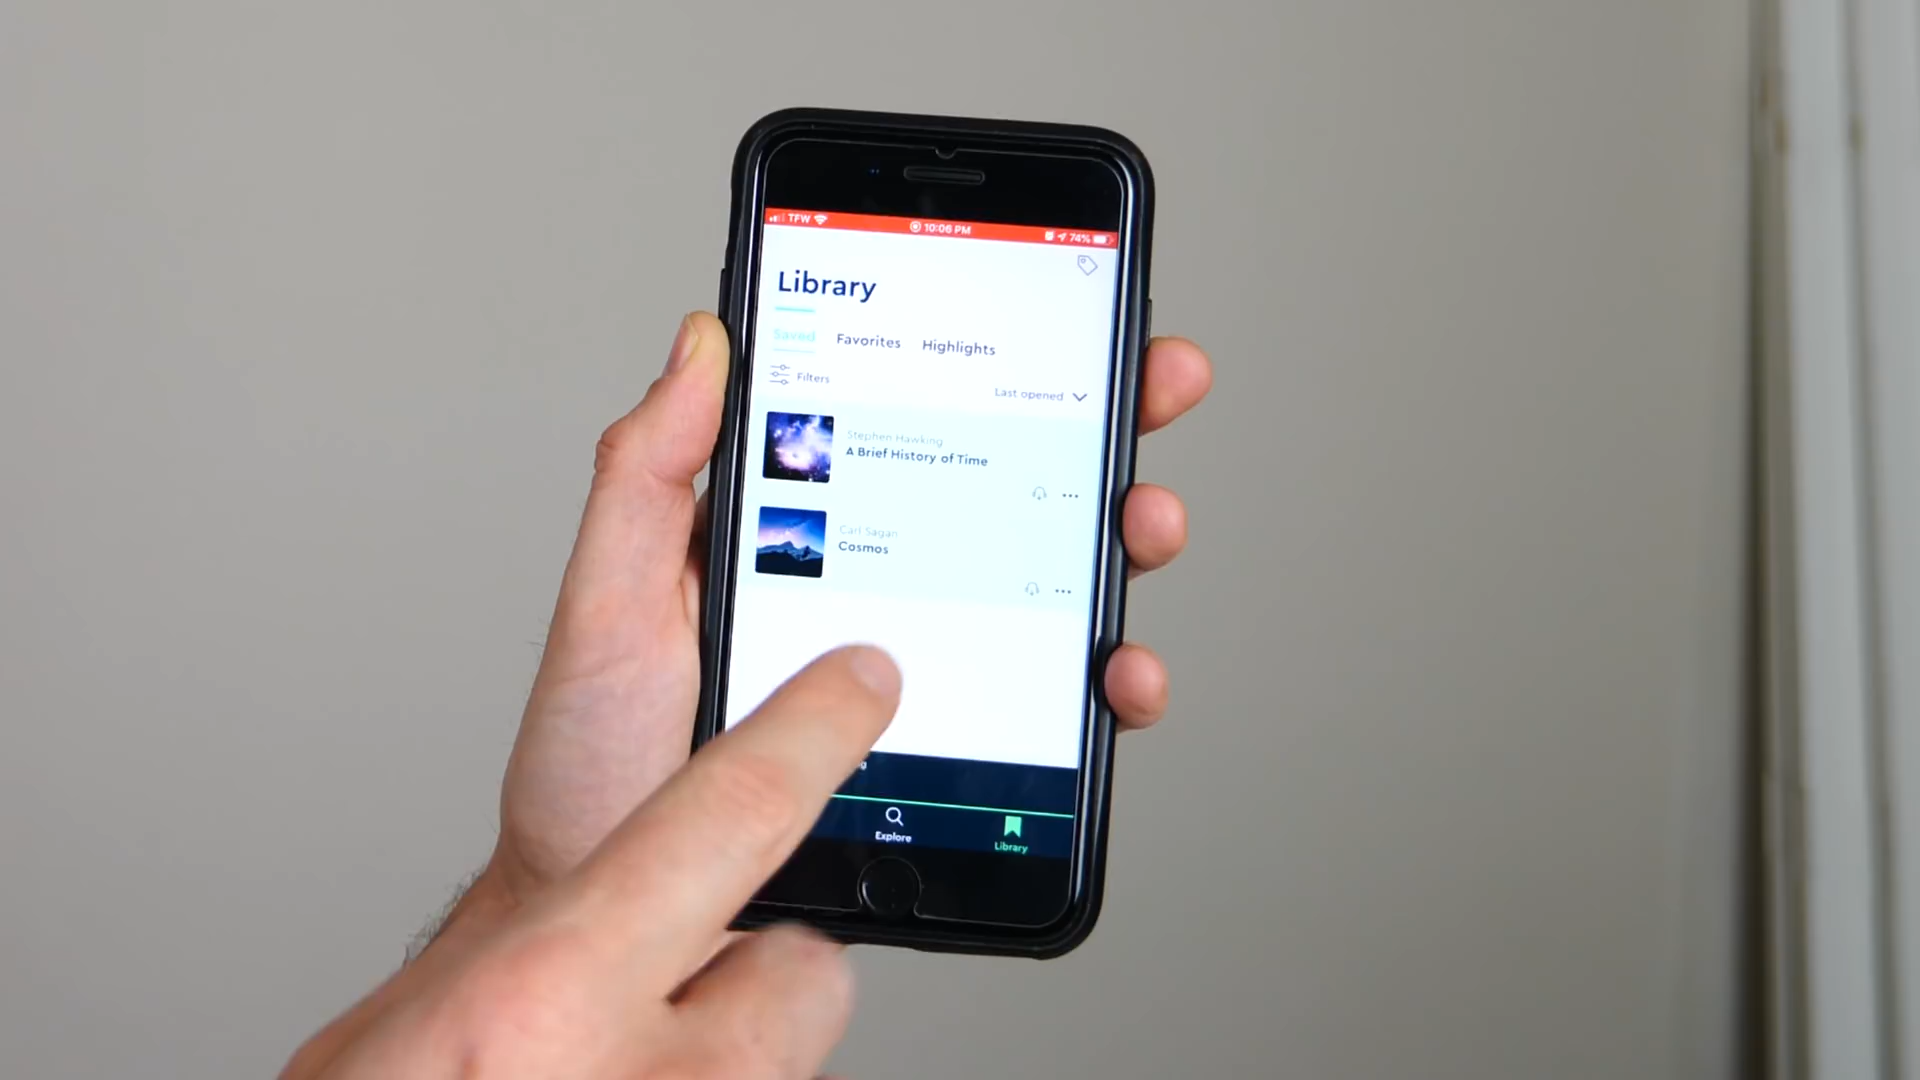 TFW 10:06 PM 74%
Library
Saved Favorites Highlights
Filters
Last opened
Stephen Hawking
A Brief History of Time
Carl Sagan
Cosmos
Explore
Library